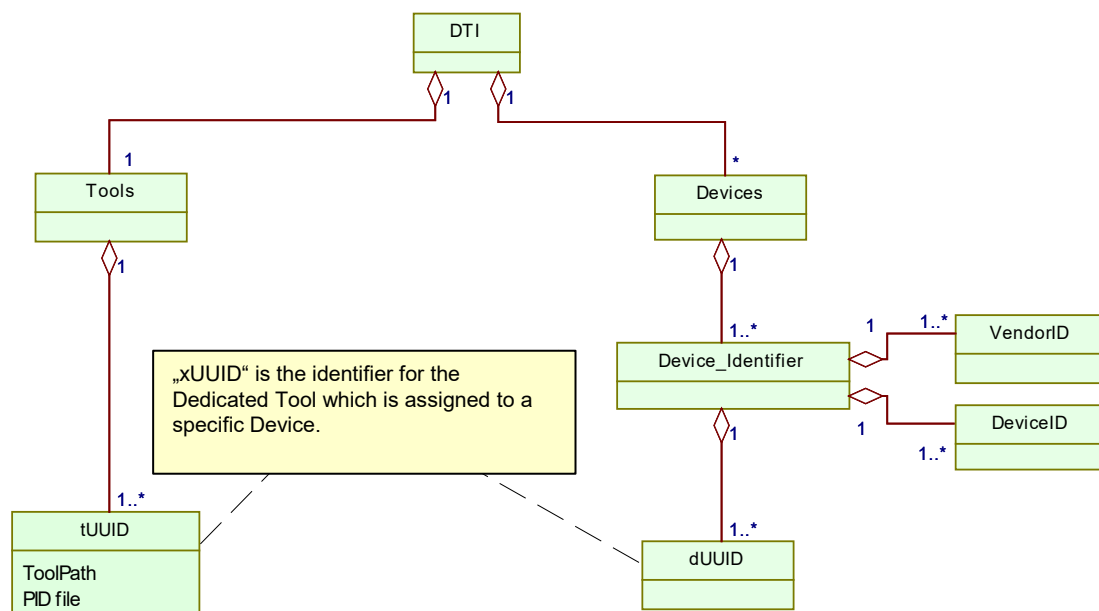 DTI
1
1
1
*
Tools
Devices
1
1
1..*
1
1..*
VendorID
Device_Identifier
„xUUID“ is the identifier for the
Dedicated Tool which is assigned to a
specific Device.
DeviceID
1
1
1..*
1..*
1..*
tUUID
dUUID
ToolPath
PID file